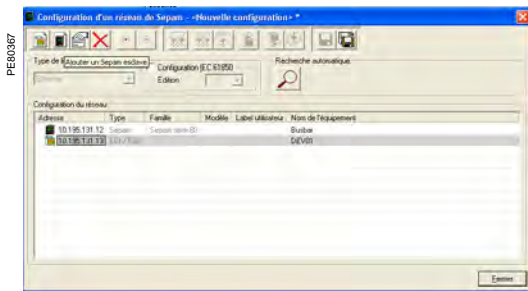 PE80367
Configuration d'un réseau de Sepam - <Nouvelle configuration> *
Type de l
Ajouter un Sepam esclave
Configuration IEC 61850
Recherche automatique
Ethernet
Edition
Configuration du réseau
Adresse Type Famille Modèle Label utilisateur Nom de l'équipement
10.195.131.12 Sepam Sepam série 80 Busbar
10.195.131.13 DEV01
Fermer